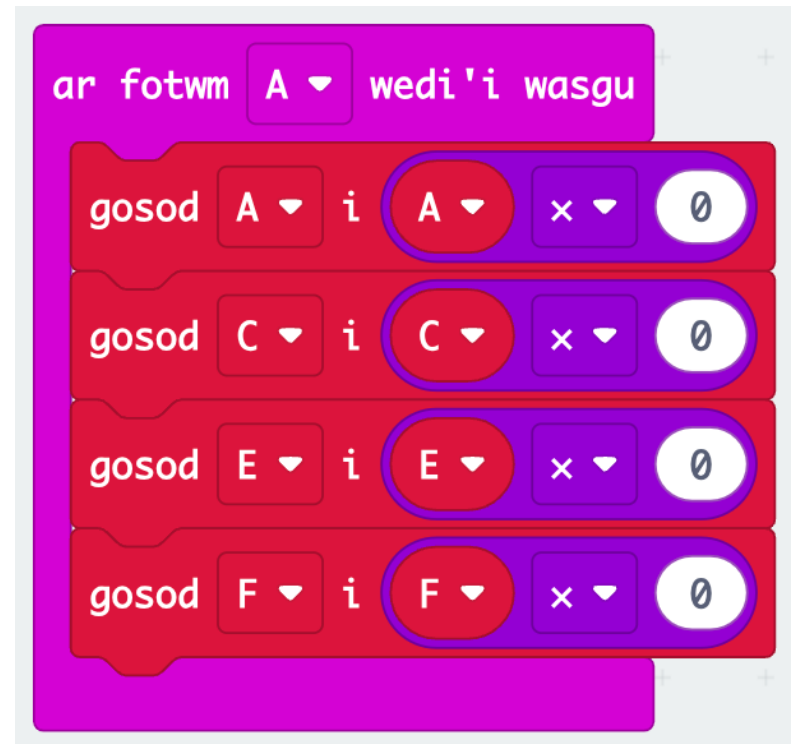 ar fotwm A wedi'i wasgu
gosod A i A × 0
gosod C i C × 0
gosod E i E × 0
gosod F i F × 0